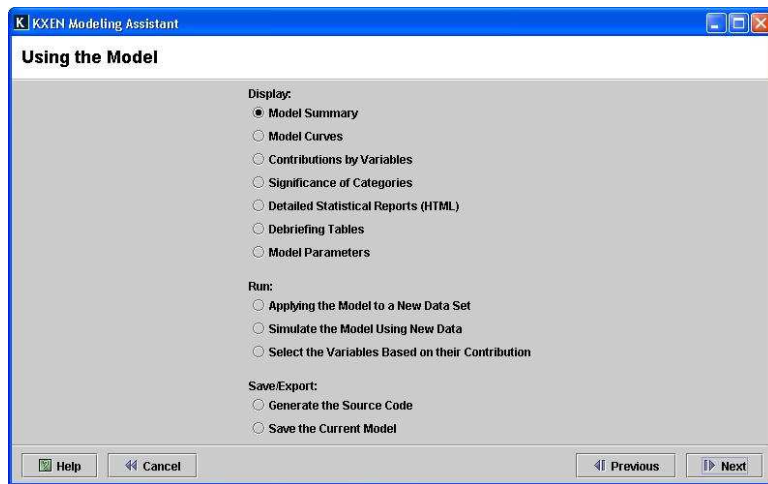 K KXEN Modeling Assistant
Using the Model
Display:
Model Summary
Model Curves
Contributions by Variables
Significance of Categories
Detailed Statistical Reports (HTML)
Debriefing Tables
Model Parameters
Run:
Applying the Model to a New Data Set
Simulate the Model Using New Data
Select the Variables Based on their Contribution
Save/Export:
Generate the Source Code
Save the Current Model
Help Cancel Previous Next